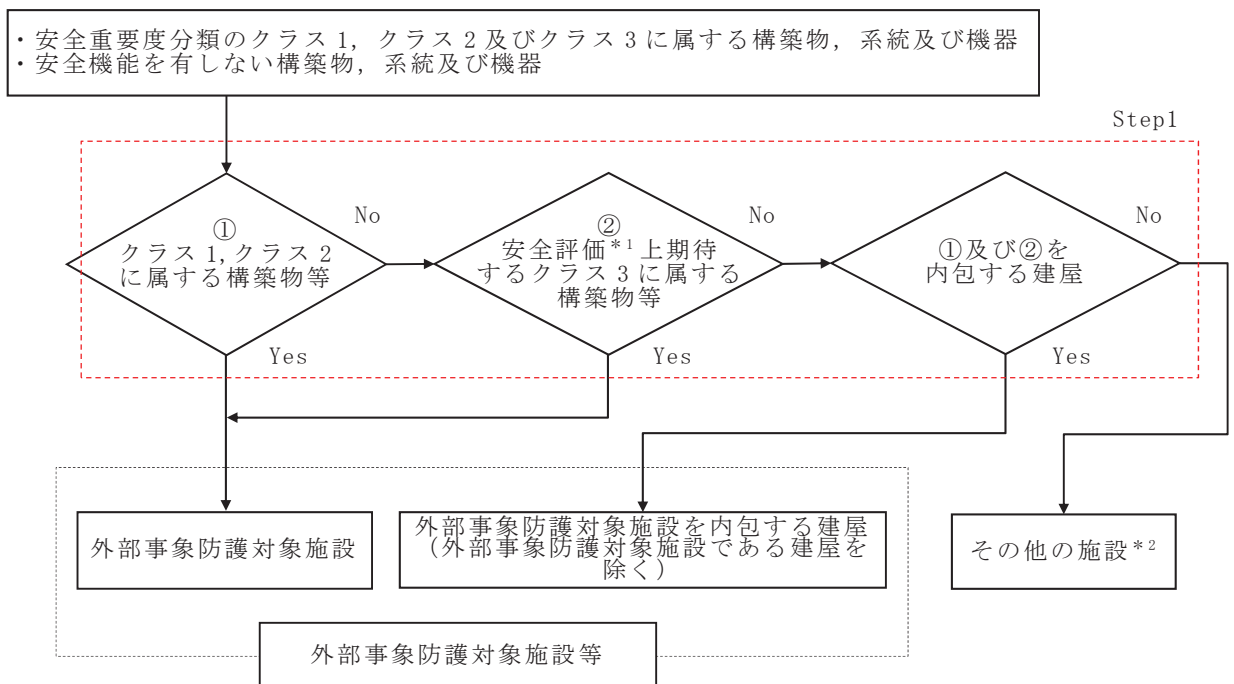 ・安全重要度分類のクラス1，クラス2及びクラス3に属する構築物，系統及び機器
・安全機能を有しない構築物，系統及び機器
Step1
①
クラス1,クラス2
に属する構築物等
No
Yes
②
安全評価*1上期待
するクラス3に属する
構築物等
No
Yes
①及び②を
内包する建屋
No
Yes
外部事象防護対象施設
外部事象防護対象施設を内包する建屋
（外部事象防護対象施設である建屋を
除く）
その他の施設*2
外部事象防護対象施設等